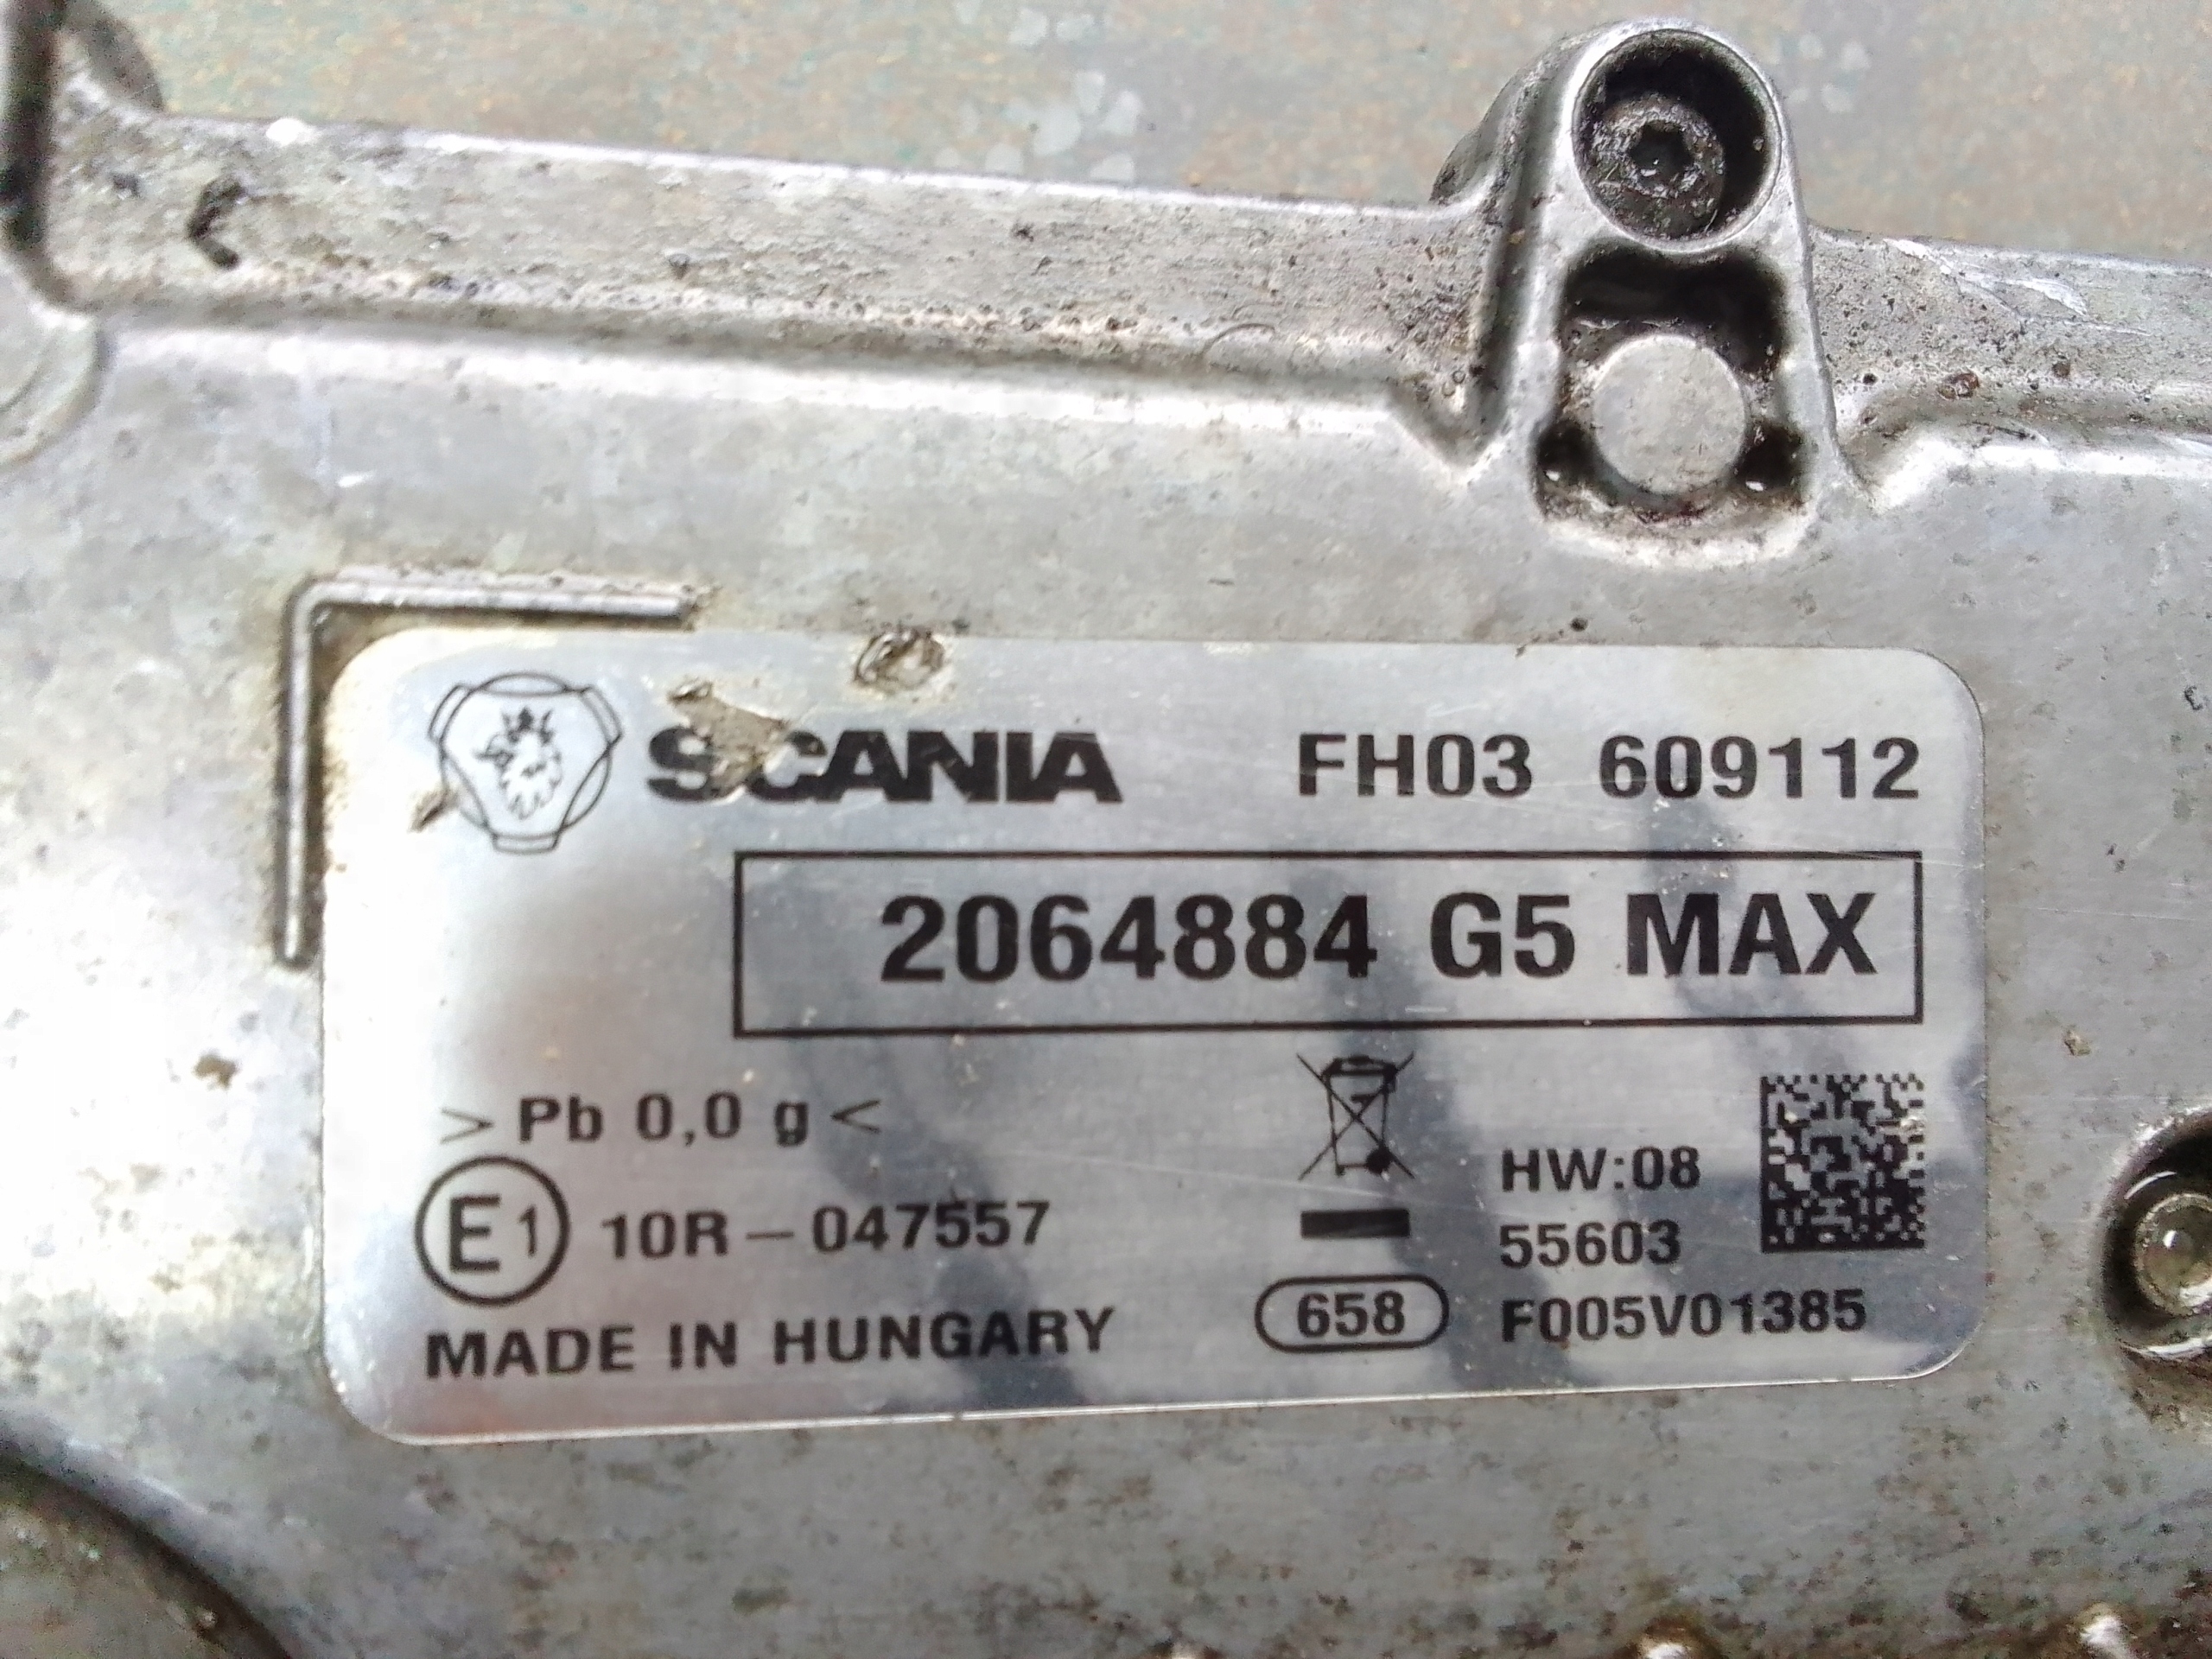 SCANIA FH03 609112
2064884 G5 MAX
> Pb 0,0 g <
E1 10R - 047557
HW:08
55603
MADE IN HUNGARY
658
F005V01385